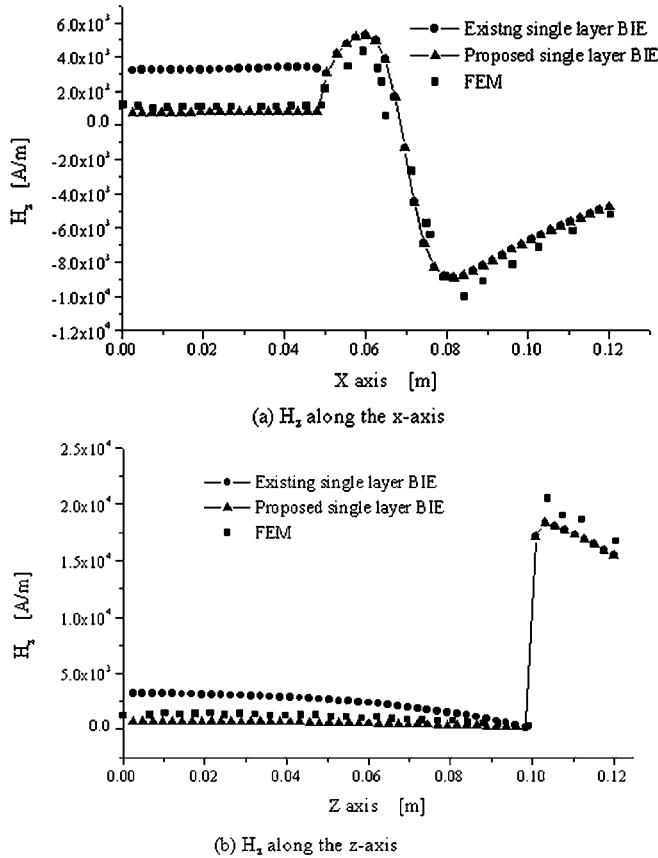 6.0x10³
4.0x10³
2.0x10³
0.0
-2.0x10³
-4.0x10³
-6.0x10³
-8.0x10³
-1.0x10⁴
-1.2x10⁴
H_z [A/m]
Existng single layer BIE
Proposed single layer BIE
FEM
0.00 0.02 0.04 0.06 0.08 0.10 0.12
X axis [m]
(a) H_z along the x-axis
2.5x10⁴
2.0x10⁴
1.5x10⁴
1.0x10⁴
5.0x10³
0.0
H_z [A/m]
Existing single layer BIE
Proposed single layer BIE
FEM
0.00 0.02 0.04 0.06 0.08 0.10 0.12
Z axis [m]
(b) H_z along the z-axis